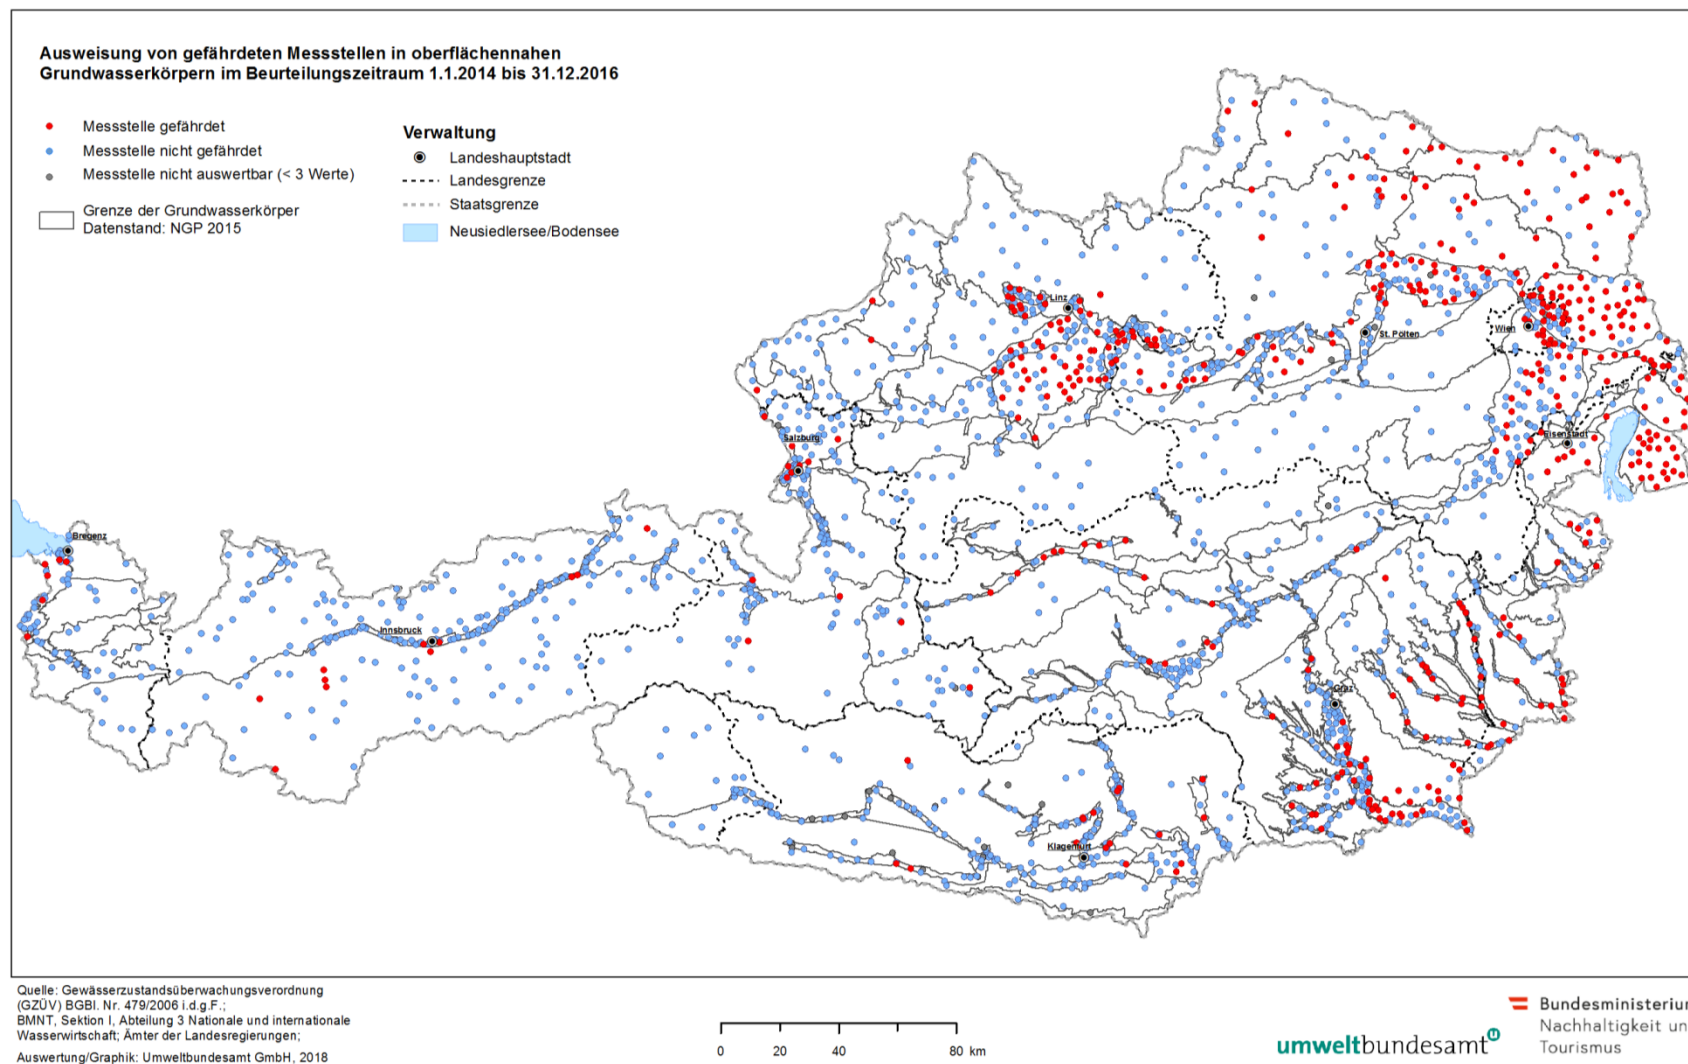 Ausweisung von gefährdeten Messstellen in oberflächennahen
Grundwasserkörpern im Beurteilungszeitraum 1.1.2014 bis 31.12.2016
Messstelle gefährdet
Messstelle nicht gefährdet
Messstelle nicht auswertbar (< 3 Werte)
Grenze der Grundwasserkörper
Datenstand: NGP 2015
Verwaltung
Landeshauptstadt
Landesgrenze
Staatsgrenze
Neusiedlersee/Bodensee
Linz
St. Pölten
Wien
Salzburg
Eisenstadt
Bregenz
Innsbruck
Graz
Klagenfurt
Quelle: Gewässerzustandsüberwachungsverordnung
(GZÜV) BGBl. Nr. 479/2006 i.d.g.F.;
BMNT, Sektion I, Abteilung 3 Nationale und internationale
Wasserwirtschaft; Ämter der Landesregierungen;
Auswertung/Graphik: Umweltbundesamt GmbH, 2018
0 20 40 80 km
umweltbundesamt
Bundesministerium
Nachhaltigkeit un
Tourismus